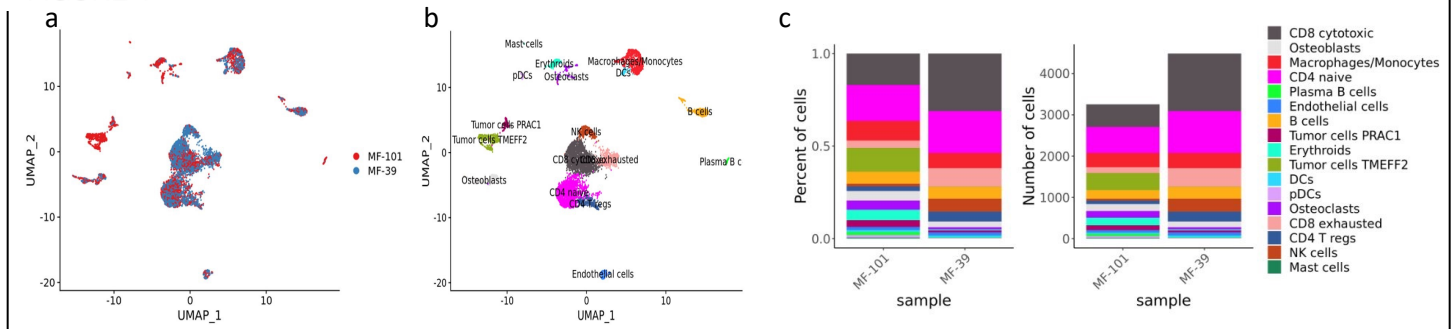 a
UMAP_2
10
0
-10
-20
-10
0
10
UMAP_1
MF-101
MF-39
b
UMAP_2
10
0
-10
-20
-10
0
10
UMAP_1
Mast cells
Erythroids
Macrophages/Monocytes
pDCs
Osteoclasts
DCs
B cells
Tumor cells PRAC1
NK cells
Tumor cells TMEFF2
CD8 cytotoxic
exhausted
Plasma B c
Osteoblasts
CD4 naive
CD4 T regs
Endothelial cells
c
Percent of cells
1.0
0.5
0.0
MF-101
MF-39
sample
Number of cells
4000
3000
2000
1000
0
MF-101
MF-39
sample
CD8 cytotoxic
Osteoblasts
Macrophages/Monocytes
CD4 naive
Plasma B cells
Endothelial cells
B cells
Tumor cells PRAC1
Erythroids
Tumor cells TMEFF2
DCs
pDCs
Osteoclasts
CD8 exhausted
CD4 T regs
NK cells
Mast cells